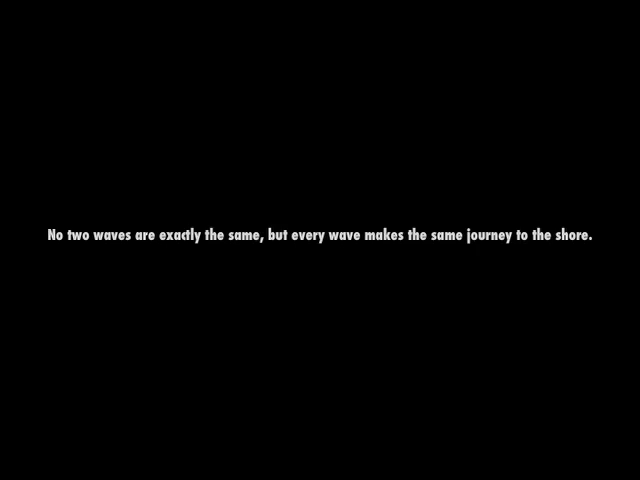 No two waves are exactly the same, but every wave makes the same journey to the shore.